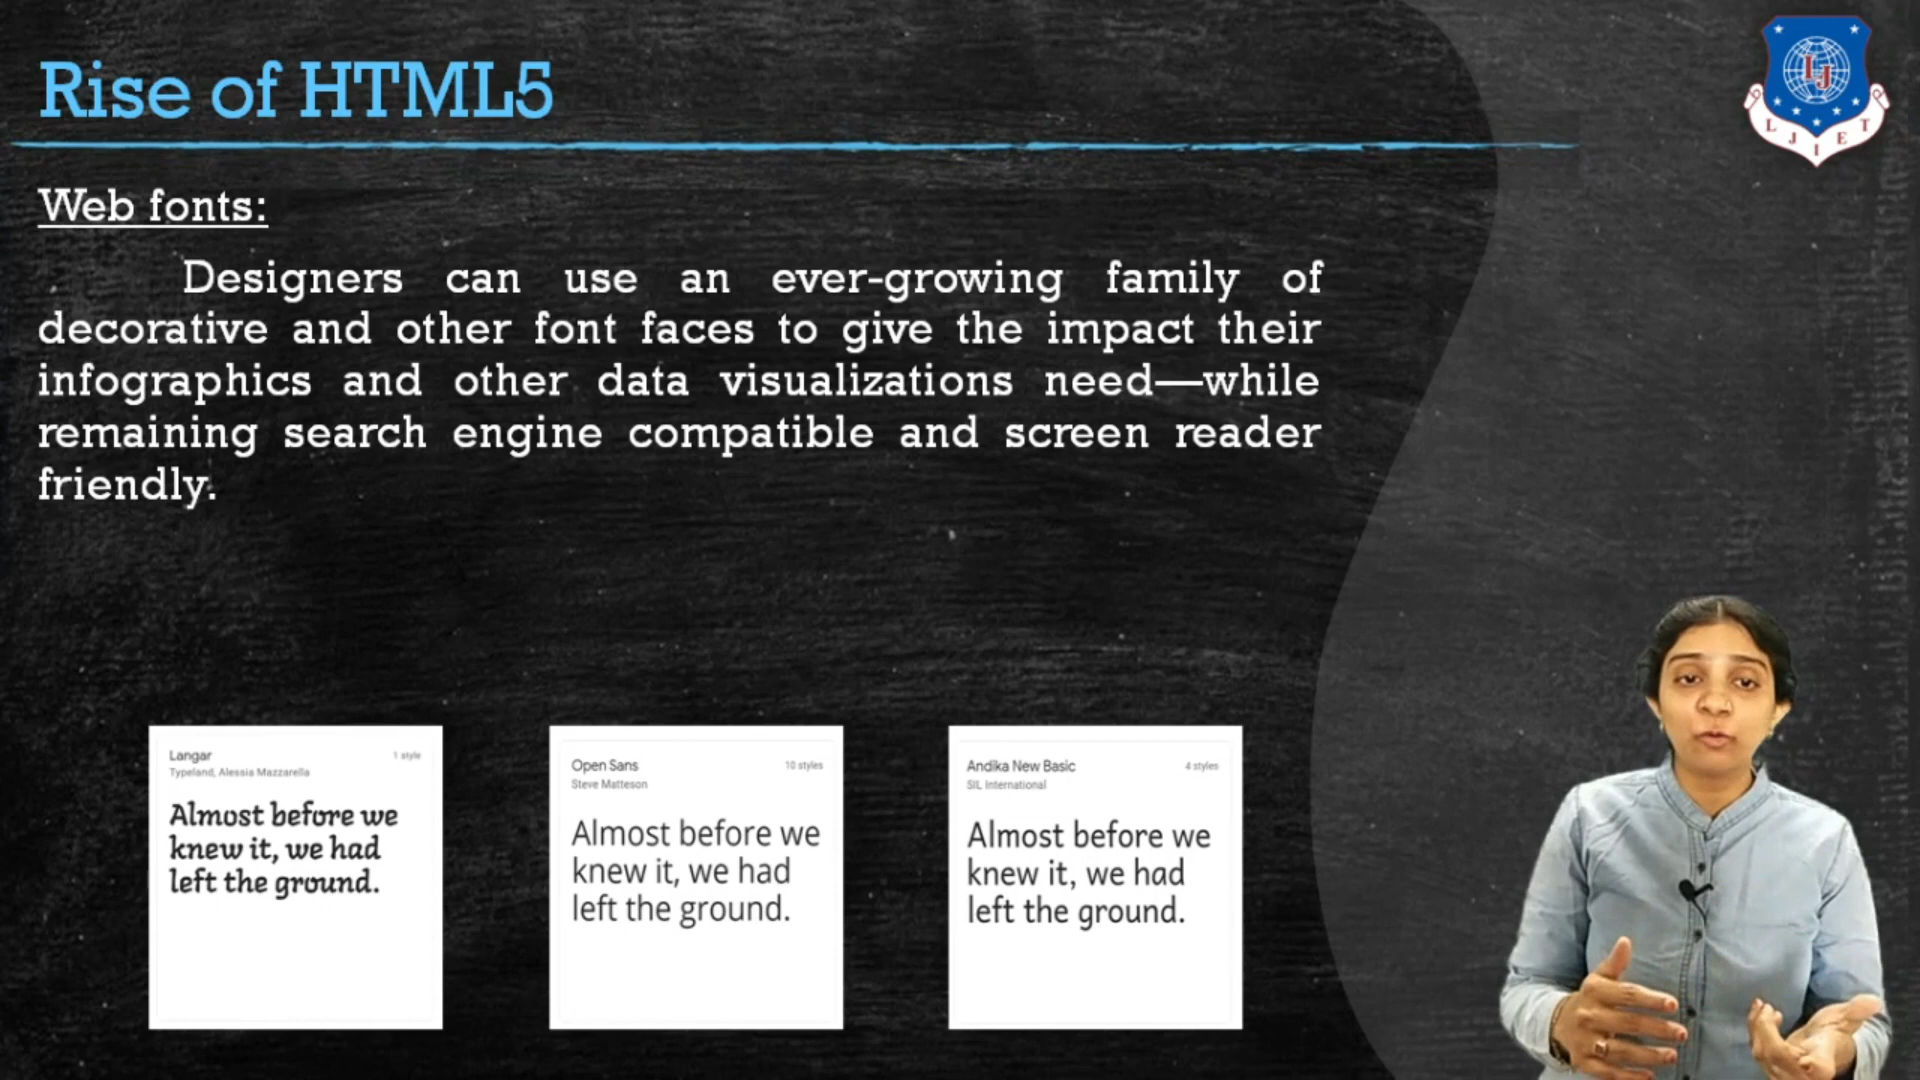 Rise of HTML5
LJ
L J I E T
Web fonts:
Designers can use an ever-growing family of
decorative and other font faces to give the impact their
infographics and other data visualizations need—while
remaining search engine compatible and screen reader
friendly.
Langar 1 style
Typeland, Alessia Mazzarella
Almost before we
knew it, we had
left the ground.
Open Sans 10 styles
Steve Matteson
Almost before we
knew it, we had
left the ground.
Andika New Basic 4 styles
SIL International
Almost before we
knew it, we had
left the ground.